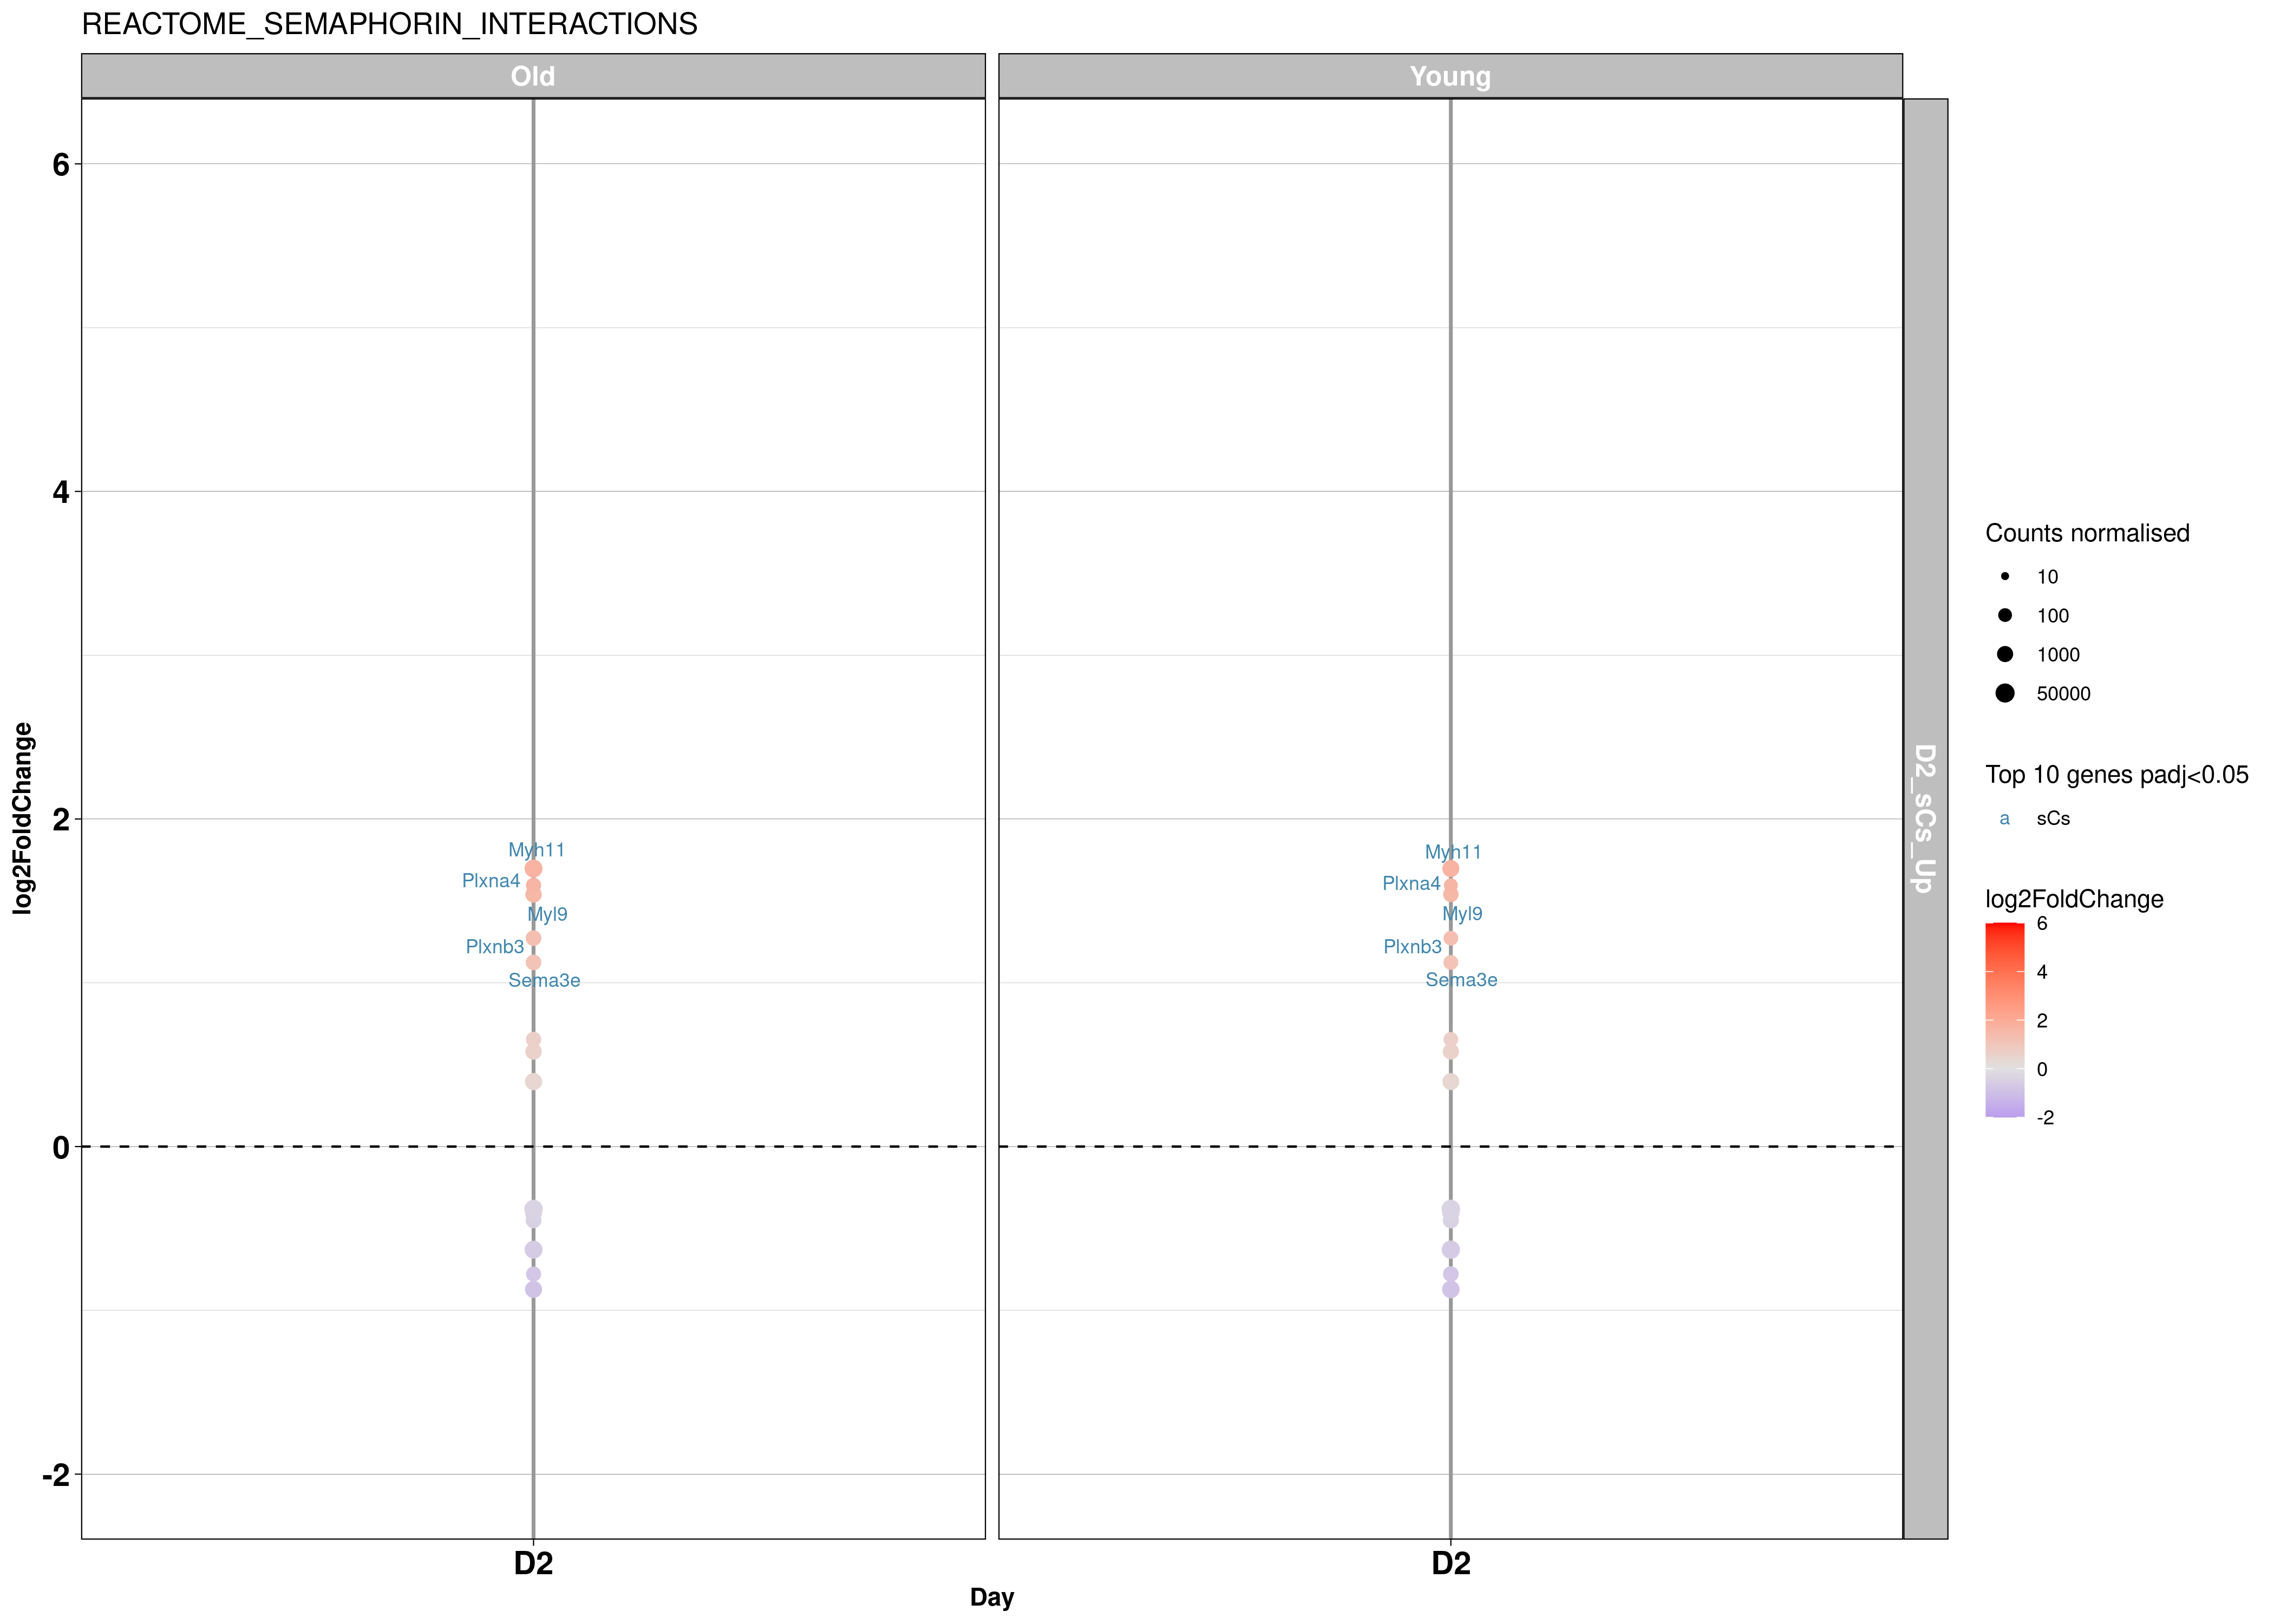 REACTOME_SEMAPHORIN_INTERACTIONS
Old
Young
6
4
2
0
-2
log2FoldChange
Myh11
Plxna4
Myl9
Plxnb3
Sema3e
Myh11
Plxna4
Myl9
Plxnb3
Sema3e
D2_sCs_Up
D2
D2
Day
Counts normalised
10
100
1000
50000
Top 10 genes padj<0.05
a sCs
log2FoldChange
6
4
2
0
-2